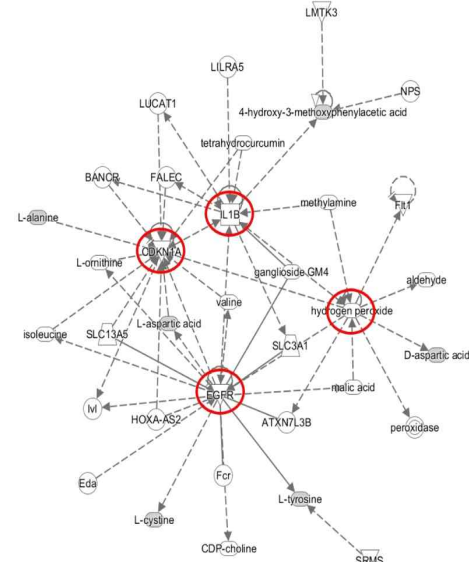 LMTK3
LILRA5
NPS
LUCAT1
4-hydroxy-3-methoxyphenylacetic acid
tetrahydrocurcumin
BANCR
FALEC
L-alanine
IL1B
methylamine
Flt1
CDKN1A
L-ornithine
ganglioside GM4
aldehyde
valine
hydrogen peroxide
L-aspartic acid
isoleucine
SLC13A5
SLC3A1
D-aspartic acid
EGFR
malic acid
Ivl
HOXA-AS2
ATXN7L3B
peroxidase
Eda
Fcr
L-tyrosine
L-cystine
CDP-choline
SRMS